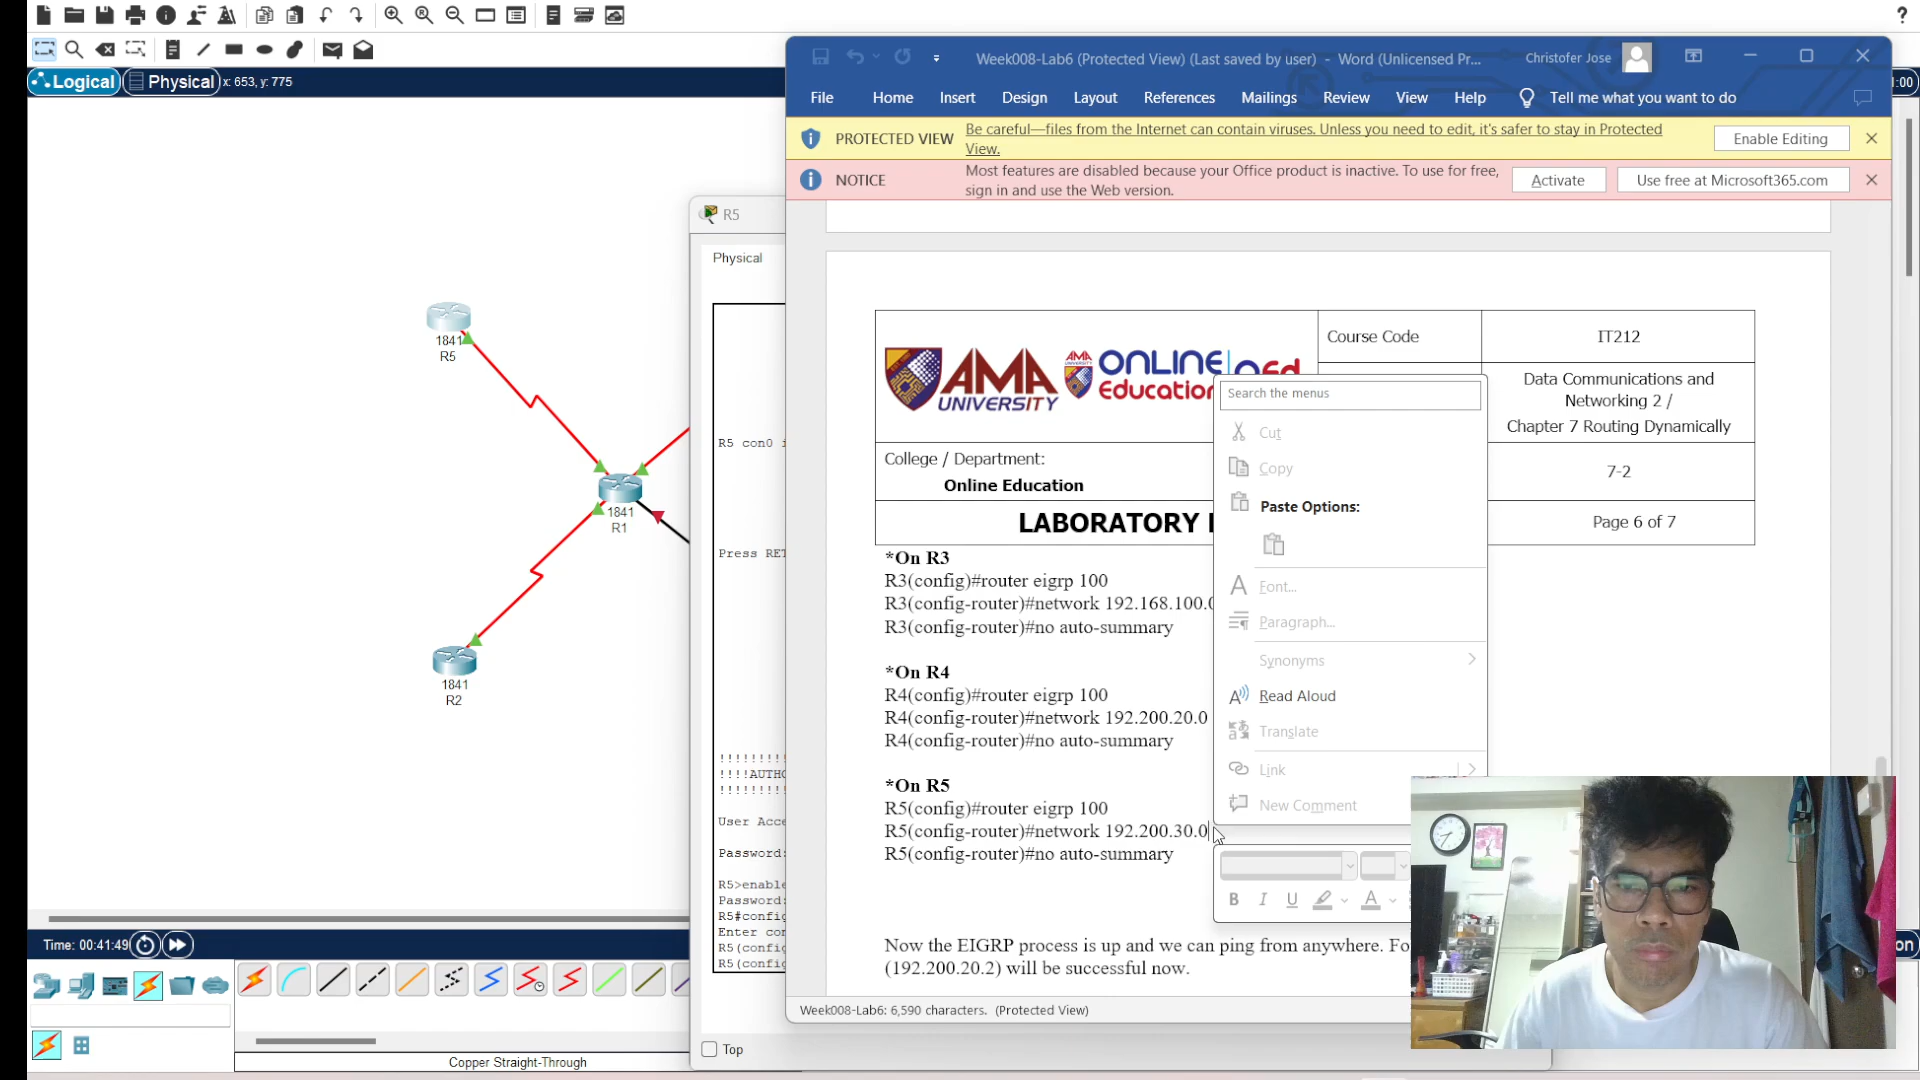 ?
Logical
Physical
x: 653, y: 775
1841
R5
1841
R1
1841
R2
Time: 00:41:49
Copper Straight-Through
R5
Physical
Press RET
!!!!AUTHO
User Acce
Password:
R5>enable
Password:
R5#config
Enter con
R5(config
R5(config
Top
Week008-Lab6 (Protected View) (Last saved by user) - Word (Unlicensed Pr...
Christofer Jose
File Home Insert Design Layout References Mailings Review View Help Tell me what you want to do
PROTECTED VIEW
Be careful—files from the Internet can contain viruses. Unless you need to edit, it's safer to stay in Protected
View.
Enable Editing
NOTICE
Most features are disabled because your Office product is inactive. To use for free,
sign in and use the Web version.
Activate
Use free at Microsoft365.com
AMA
UNIVERSITY
AMA
ONLINE
Education
Course Code
IT212
Data Communications and
Networking 2 /
Chapter 7 Routing Dynamically
College / Department:
Online Education
7-2
LABORATORY
Page 6 of 7
*On R3
R3(config)#router eigrp 100
R3(config-router)#network 192.168.100.0
R3(config-router)#no auto-summary
*On R4
R4(config)#router eigrp 100
R4(config-router)#network 192.200.20.0
R4(config-router)#no auto-summary
*On R5
R5(config)#router eigrp 100
R5(config-router)#network 192.200.30.0
R5(config-router)#no auto-summary
Now the EIGRP process is up and we can ping from anywhere. Fo
(192.200.20.2) will be successful now.
Search the menus
Cut
Copy
Paste Options:
Font...
Paragraph...
Synonyms
Read Aloud
Translate
Link
New Comment
B I U A
Week008-Lab6: 6,590 characters. (Protected View)